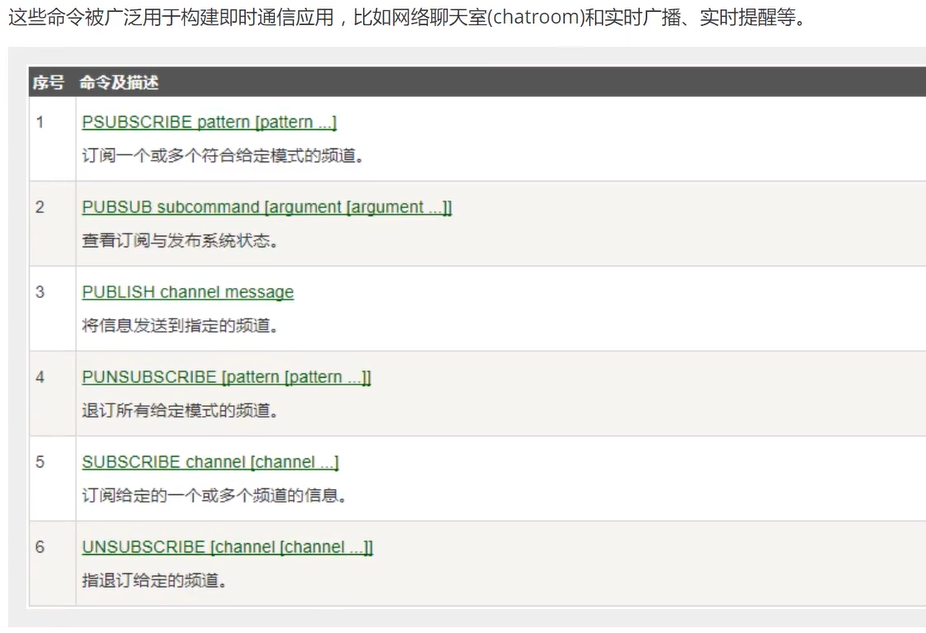 这些命令被广泛用于构建即时通信应用，比如网络聊天室(chatroom)和实时广播、实时提醒等。
序号 命令及描述
1 PSUBSCRIBE pattern [pattern ...]
订阅一个或多个符合给定模式的频道。
2 PUBSUB subcommand [argument [argument ...]]
查看订阅与发布系统状态。
3 PUBLISH channel message
将信息发送到指定的频道。
4 PUNSUBSCRIBE [pattern [pattern ...]]
退订所有给定模式的频道。
5 SUBSCRIBE channel [channel ...]
订阅给定的一个或多个频道的信息。
6 UNSUBSCRIBE [channel [channel ...]]
指退订给定的频道。